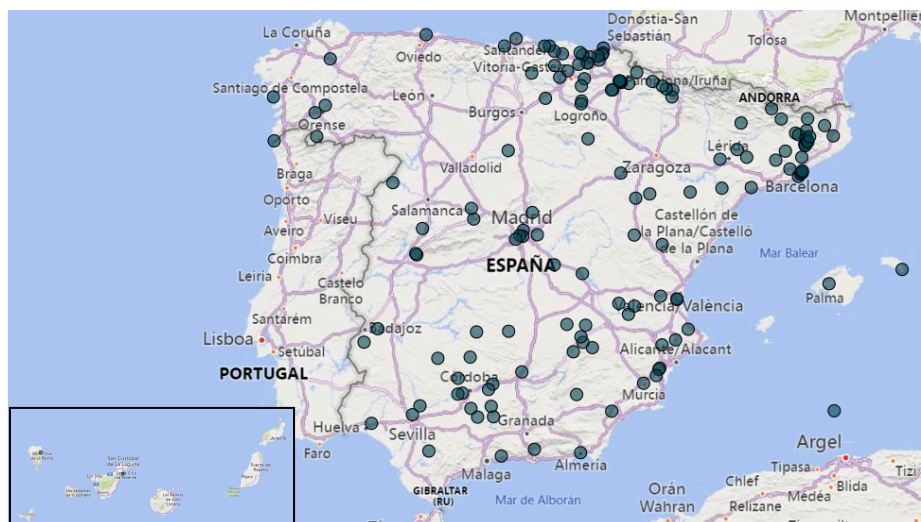 Donostia-San
Sebastián
Montpellier
La Coruña
Oviedo
Santander
Tolosa
Vitoria-Gasteiz
Pamplona/Iruña
Santiago de Compostela
León
ANDORRA
Burgos
Logroño
Orense
Zaragoza
Lérida
Braga
Valladolid
Barcelona
Oporto
Salamanca
Viseu
Madrid
Castellón de
la Plana/Castelló
de la Plana
Aveiro
Mar Balear
Coimbra
ESPAÑA
Leiria
Castelo
Branco
Palma
Santarém
Valencia/València
Lisboa
Badajoz
Setúbal
Alicante/Alacant
PORTUGAL
Córdoba
Murcia
Huelva
Sevilla
Granada
Faro
Argel
Málaga
Almería
Tipasa
Tizi
Chlef
Blida
GIBRALTAR
(RU)
Mar de Alborán
Orán
Wahran
Médéa
Relizane